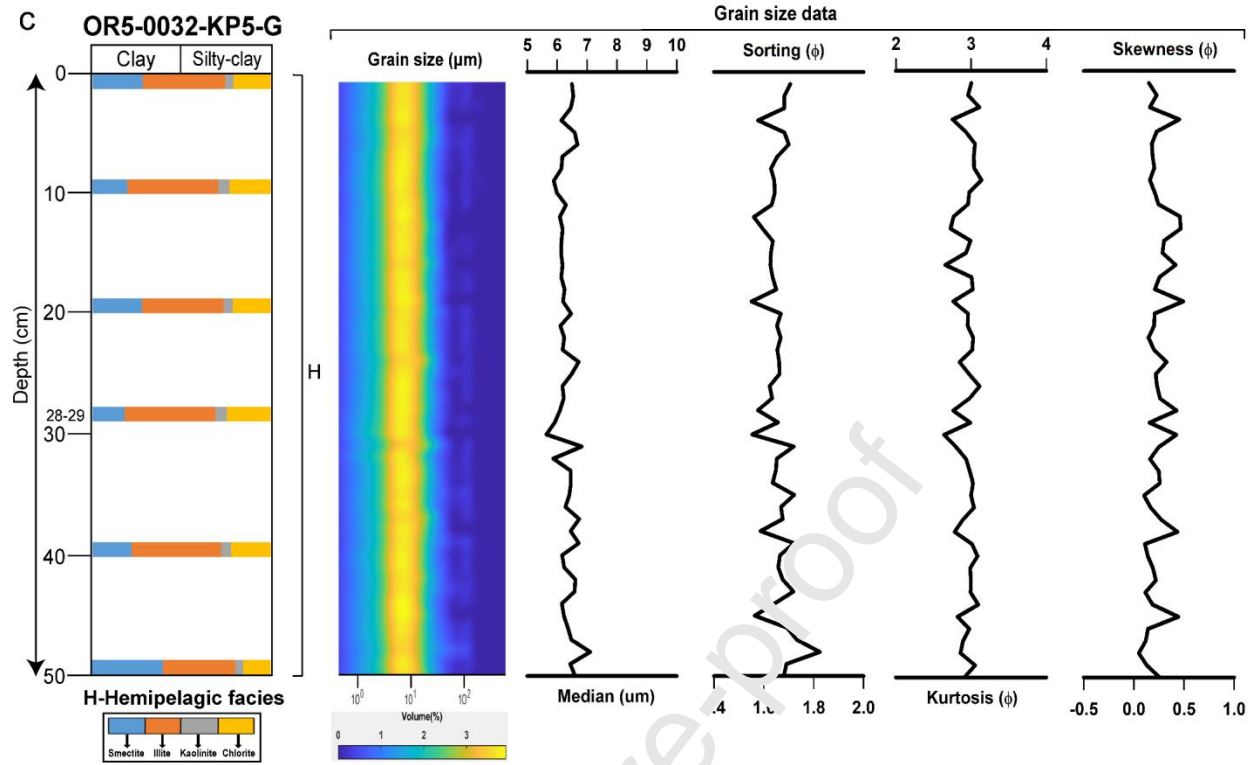 C OR5-0032-KP5-G
Grain size data
Clay Silty-clay
Grain size (µm)
5 6 7 8 9 10
Sorting (ϕ)
2 3 4
Skewness (ϕ)
Depth (cm)
0
10
20
28-29
30
40
50
H
H-Hemipelagic facies
Smectite Illite Kaolinite Chlorite
10⁰ 10¹ 10²
Volume(%)
0 1 2 3
Median (um)
.4 1.6 1.8 2.0
Kurtosis (ϕ)
-0.5 0.0 0.5 1.0